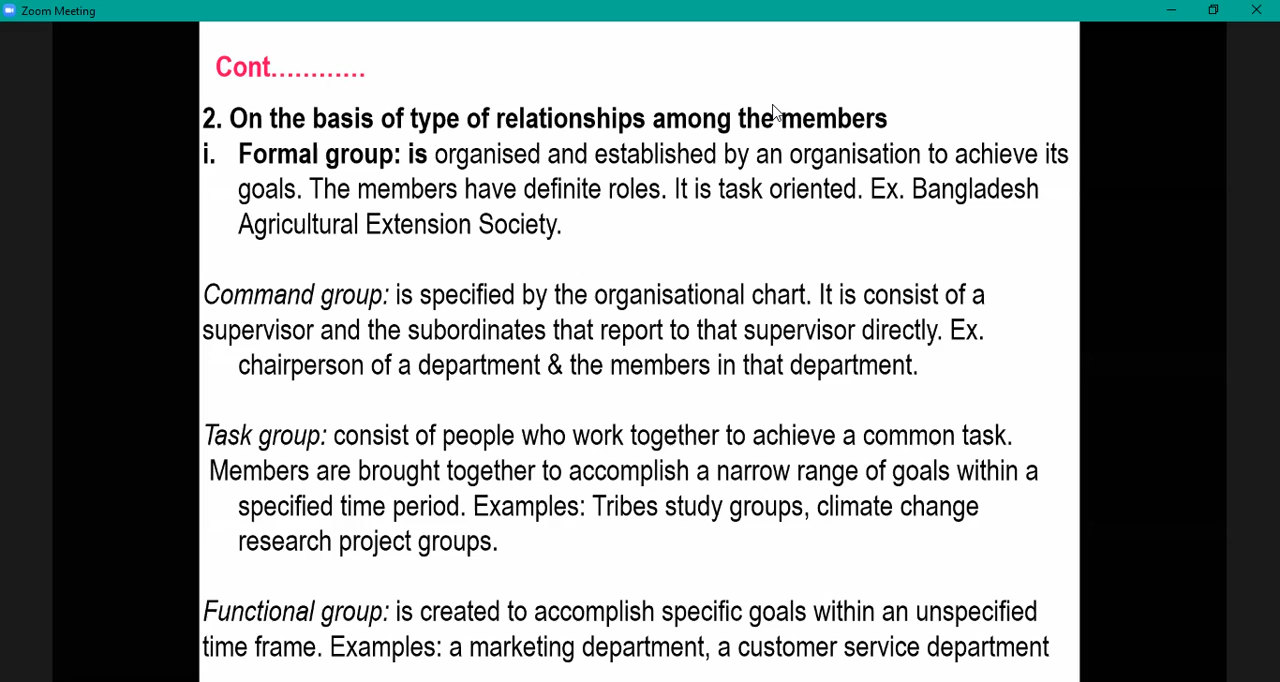 Zoom Meeting
Cont............
2. On the basis of type of relationships among the members
i. Formal group: is organised and established by an organisation to achieve its
goals. The members have definite roles. It is task oriented. Ex. Bangladesh
Agricultural Extension Society.
Command group: is specified by the organisational chart. It is consist of a
supervisor and the subordinates that report to that supervisor directly. Ex.
chairperson of a department & the members in that department.
Task group: consist of people who work together to achieve a common task.
Members are brought together to accomplish a narrow range of goals within a
specified time period. Examples: Tribes study groups, climate change
research project groups.
Functional group: is created to accomplish specific goals within an unspecified
time frame. Examples: a marketing department, a customer service department